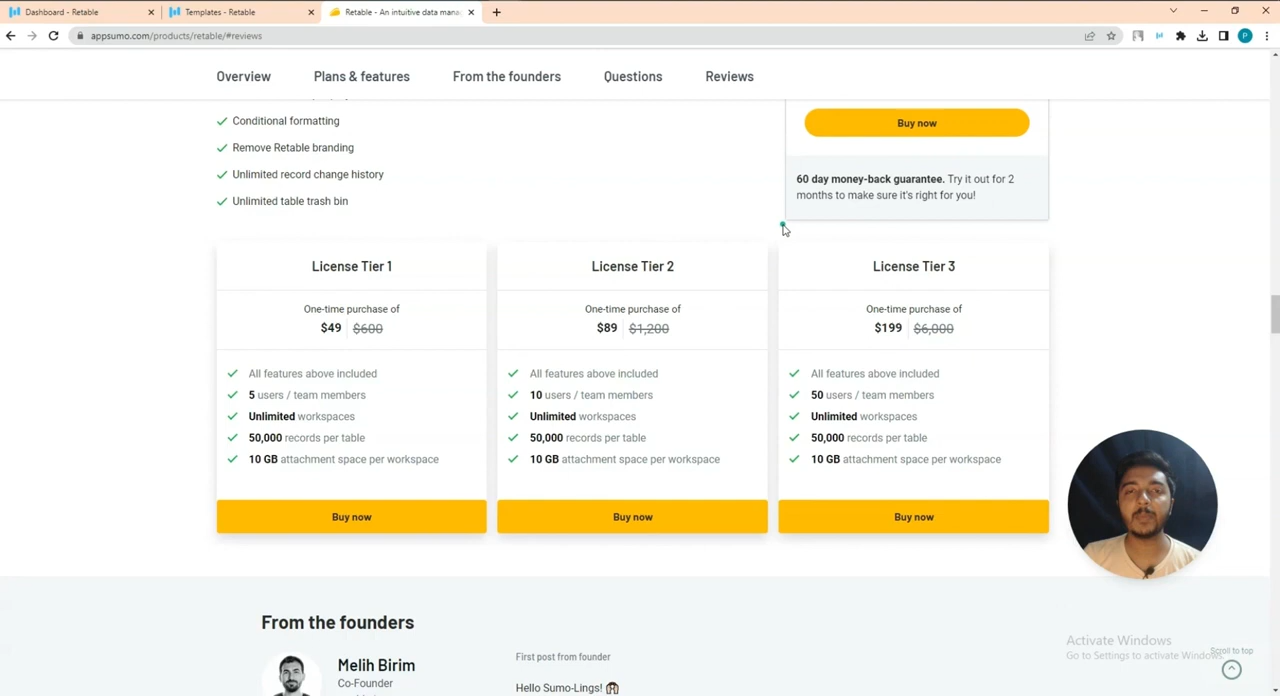 Dashboard - Retable
Templates - Retable
Retable - An intuitive data mana
appsumo.com/products/retable/#reviews
P
Overview
Plans & features
From the founders
Questions
Reviews
Conditional formatting
Remove Retable branding
Unlimited record change history
Unlimited table trash bin
Buy now
60 day money-back guarantee. Try it out for 2
months to make sure it's right for you!
License Tier 1
One-time purchase of
$49 $600
All features above included
5 users / team members
Unlimited workspaces
50,000 records per table
10 GB attachment space per workspace
Buy now
License Tier 2
One-time purchase of
$89 $1,200
All features above included
10 users / team members
Unlimited workspaces
50,000 records per table
10 GB attachment space per workspace
Buy now
License Tier 3
One-time purchase of
$199 $6,000
All features above included
50 users / team members
Unlimited workspaces
50,000 records per table
10 GB attachment space per workspace
Buy now
From the founders
Melih Birim
Co-Founder
First post from founder
Hello Sumo-Lings!
Activate Windows
Go to Settings to activate Windows.
Scroll to top